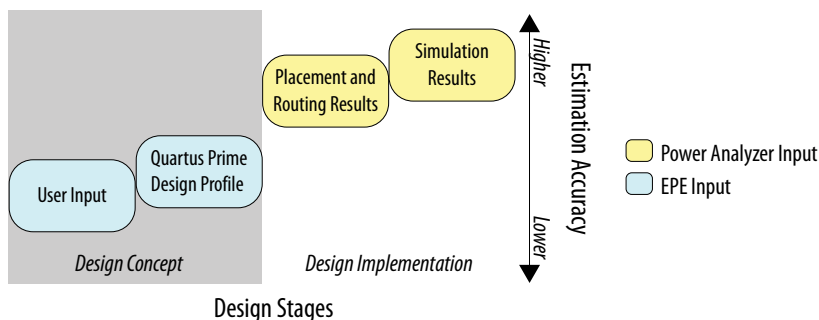 User Input
Quartus Prime
Design Profile
Placement and
Routing Results
Simulation
Results
Design Concept
Design Implementation
Design Stages
Higher
Lower
Estimation Accuracy
Power Analyzer Input
EPE Input